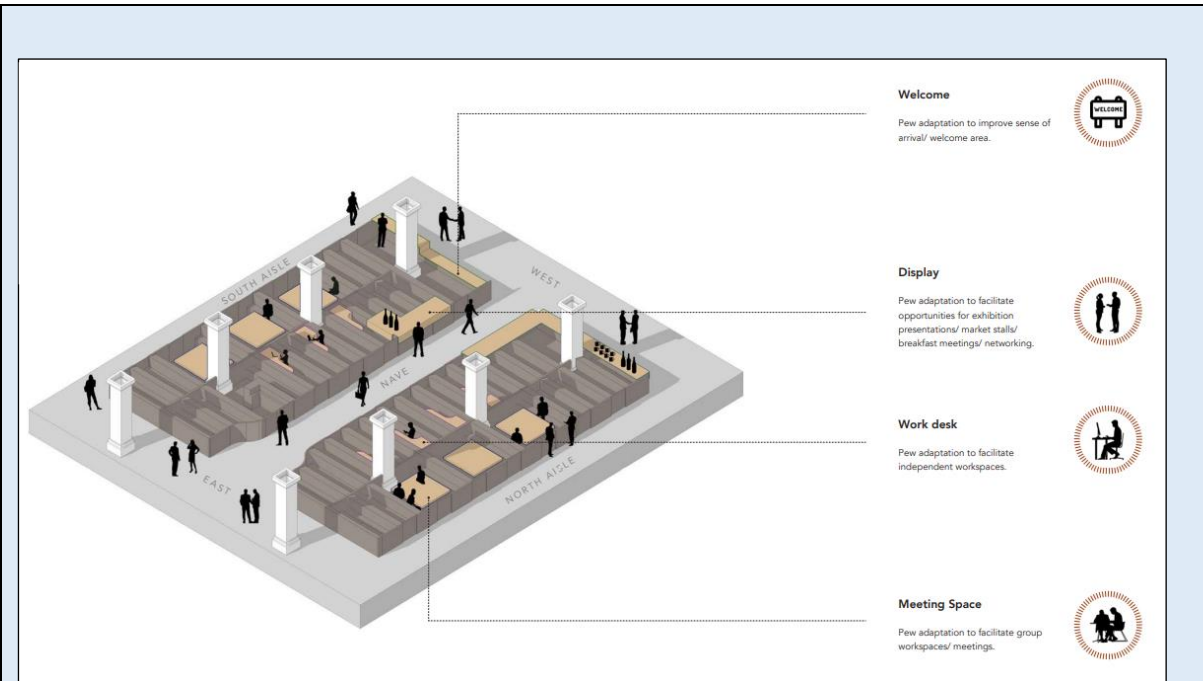 Welcome
WELCOME
Pew adaptation to improve sense of
arrival/ welcome area.
SOUTH AISLE
WEST
Display
Pew adaptation to facilitate
opportunities for exhibition
presentations/ market stalls/
breakfast meetings/ networking.
NAVE
Work desk
Pew adaptation to facilitate
independent workspaces.
EAST
NORTH AISLE
Meeting Space
Pew adaptation to facilitate group
workspaces/ meetings.